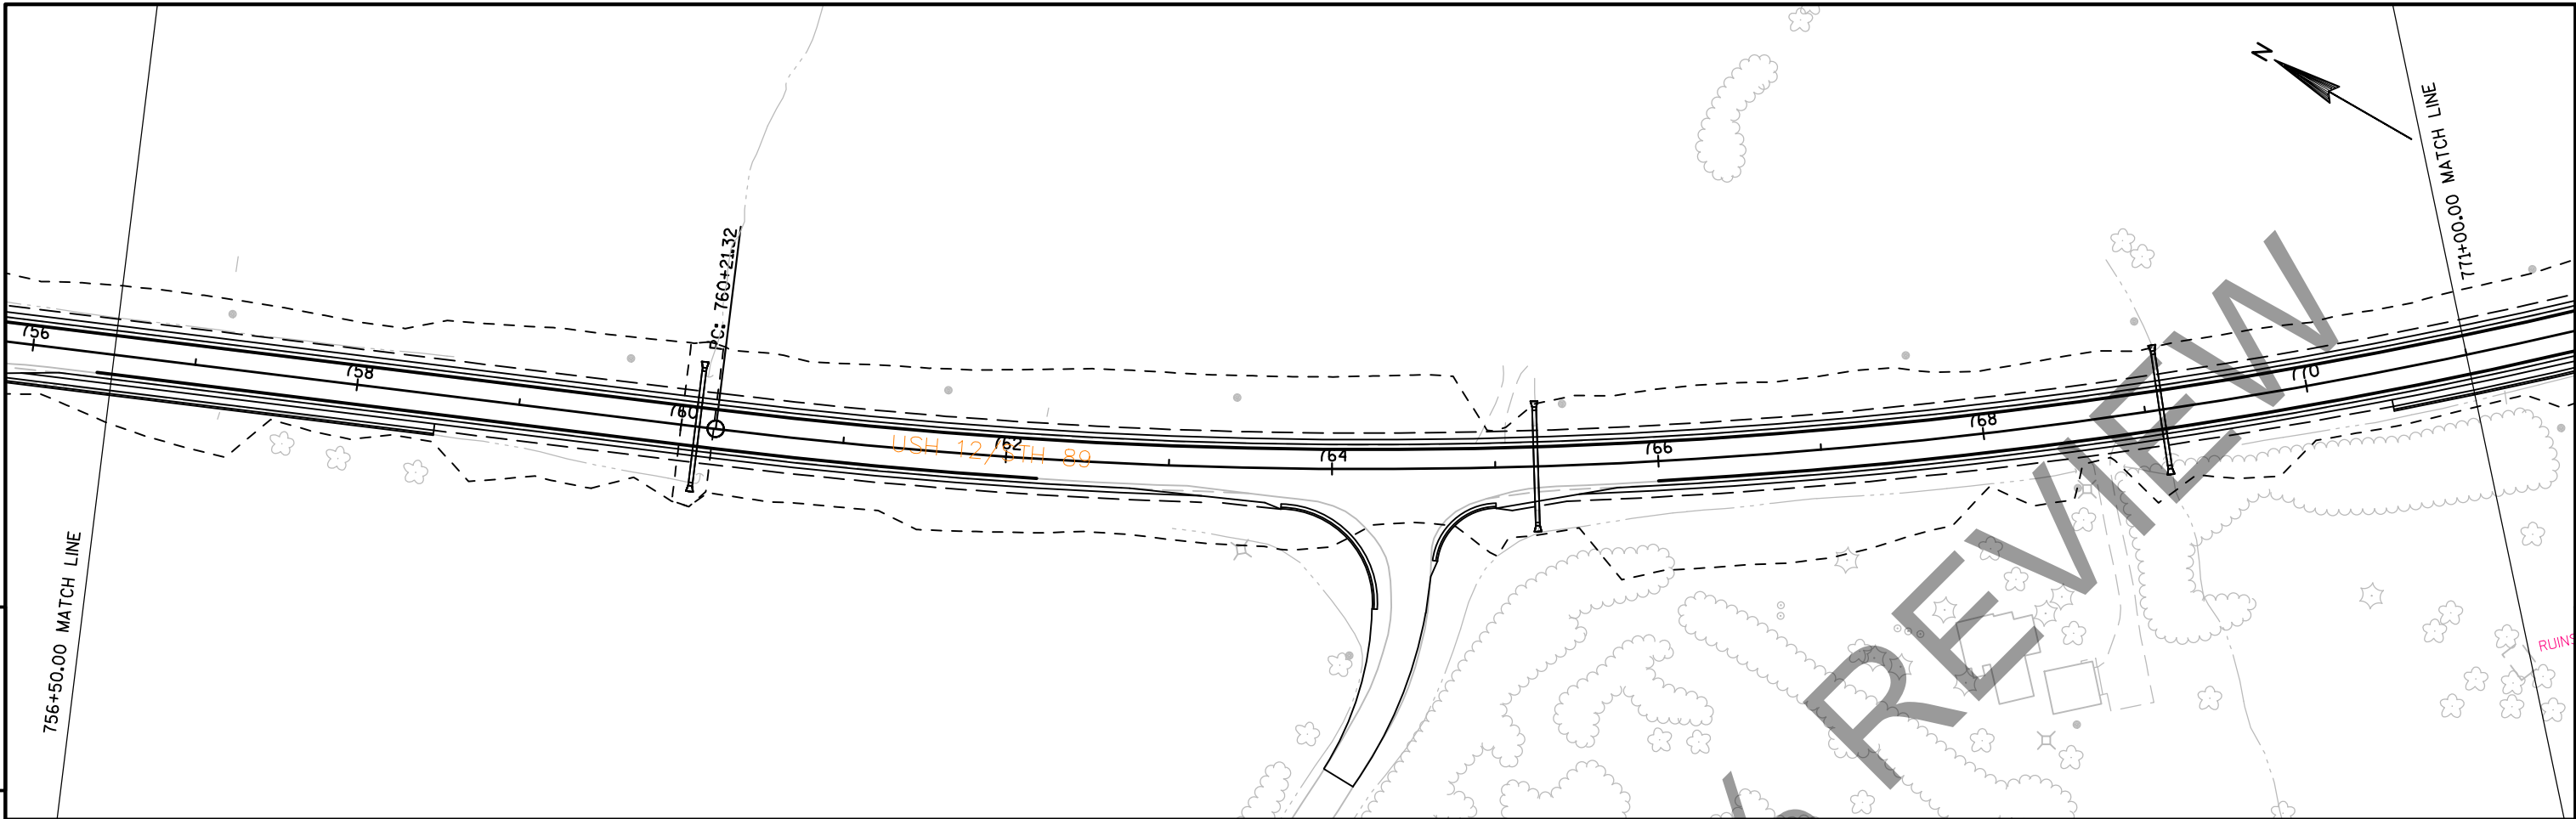 N
771+00.00 MATCH LINE
PC: 760+21.32
756
758
760
762
764
766
768
770
USH 12/STH 89
756+50.00 MATCH LINE
REVIEW
RUINS